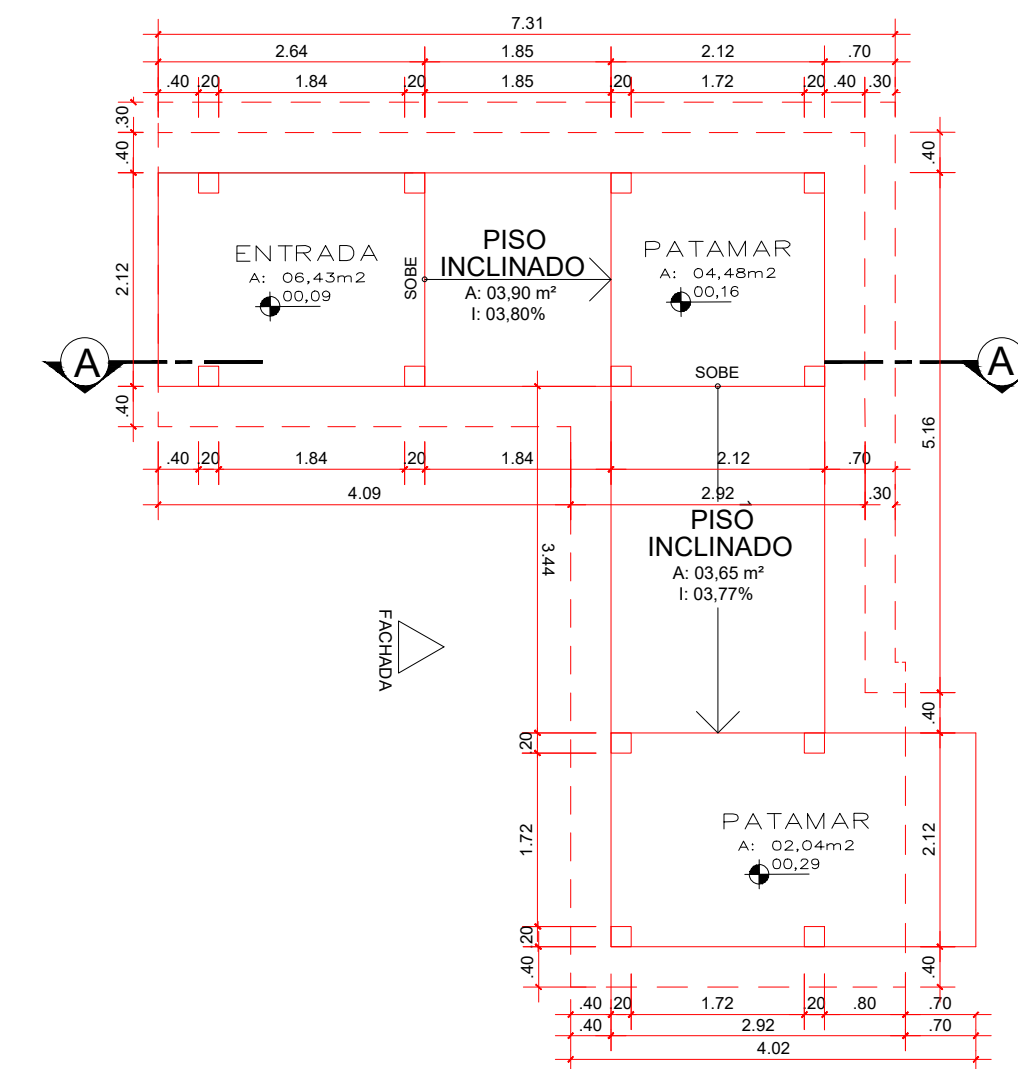 7.31
2.64 1.85 2.12 .70
.40 .20 1.84 .20 1.85 .20 1.72 .20 .40 .30
.30
.40
.40
2.12
ENTRADA
A: 06,43m2
00,09
SOBE
PISO
INCLINADO
A: 03,90 m²
I: 03,80%
PATAMAR
A: 04,48m2
00,16
A
A
SOBE
.40
5.16
.40 .20 1.84 .20 1.84 2.12 .70
4.09 2.92 .30
3.44
PISO
INCLINADO
A: 03,65 m²
I: 03,77%
FACHADA
.40
.20
1.72
PATAMAR
A: 02,04m2
00,29
2.12
.20
.40
.40
.40 .20 1.72 .20 .80 .70
.40 2.92 .70
4.02